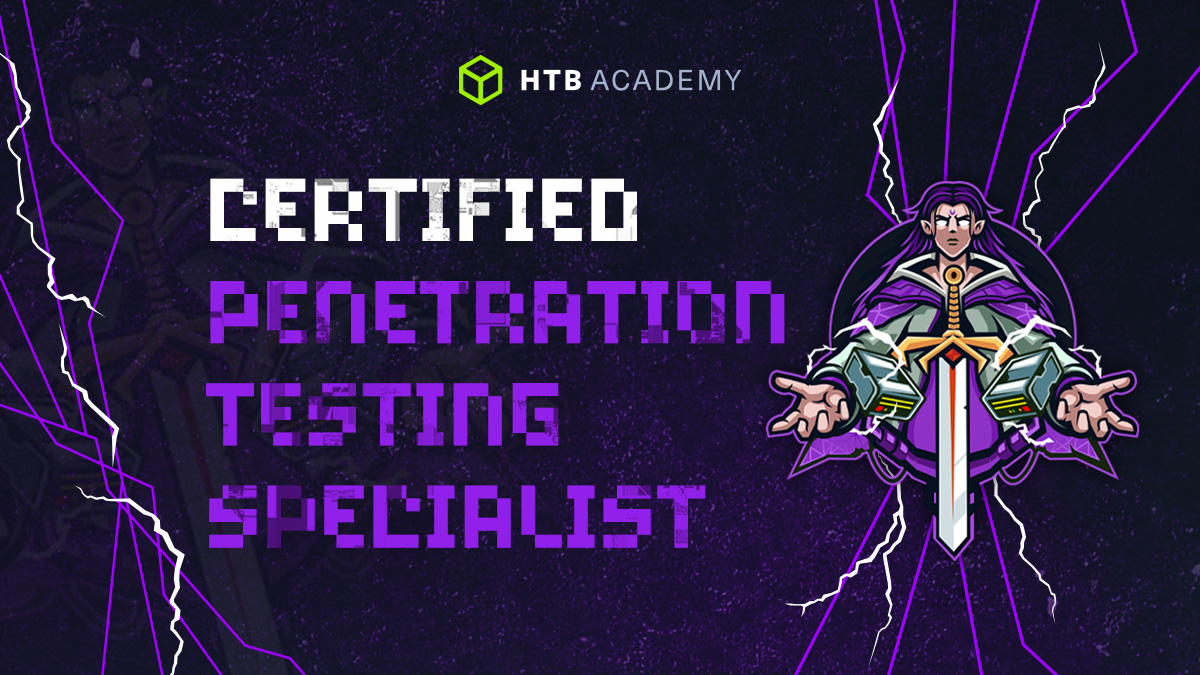 HTB ACADEMY
CERTIFIED
PENETRATION
TESTING
SPECIALIST